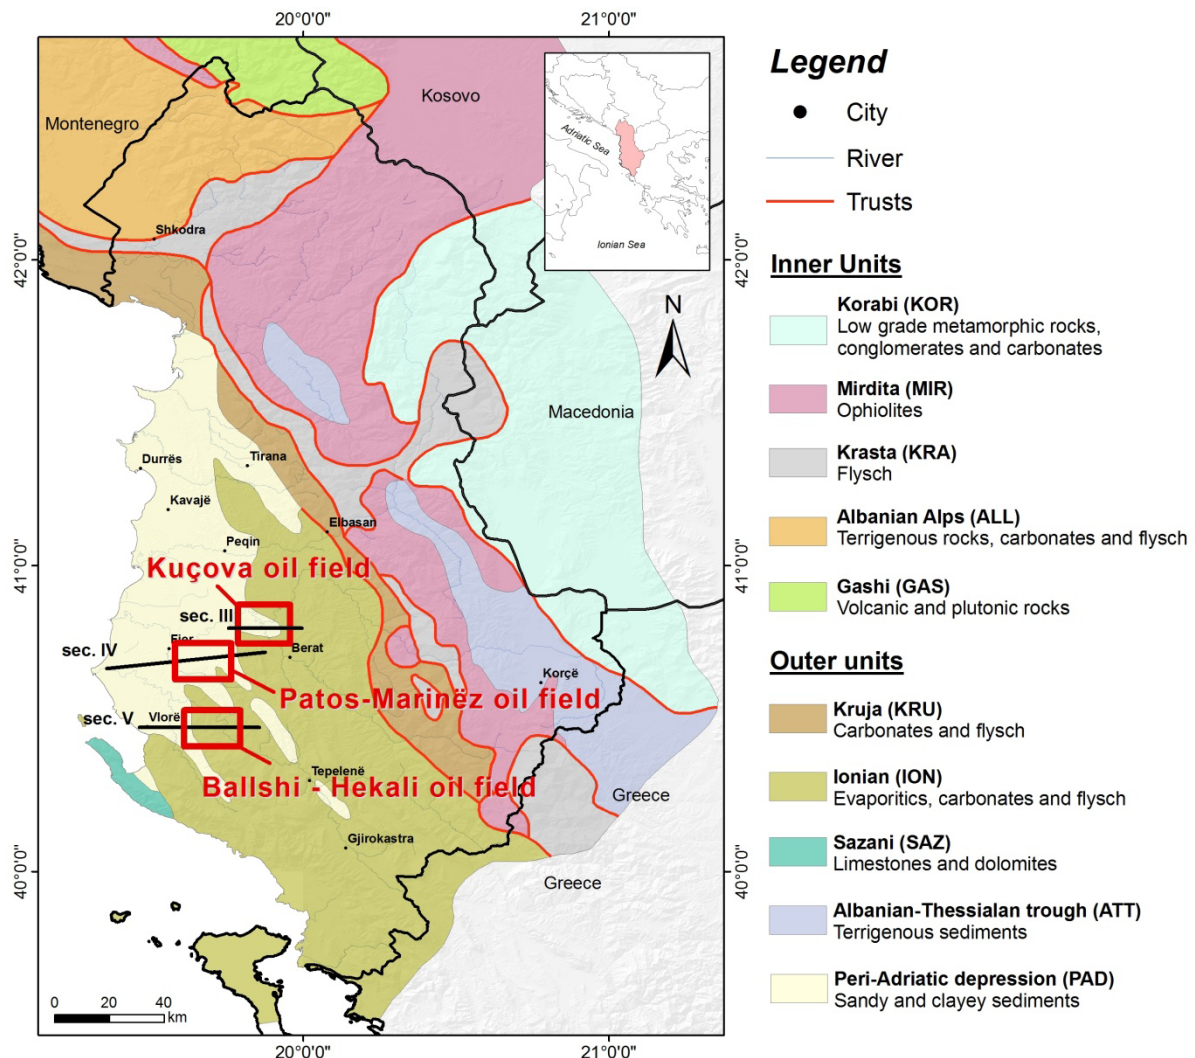 20°0'0"
21°0'0"
Kosovo
Montenegro
Adriatic Sea
Ionian Sea
Shkodra
42°0'0"
42°0'0"
N
Macedonia
Durrës
Tirana
Kavajë
Elbasan
Peqin
41°0'0"
41°0'0"
Kuçova oil field
sec. III
Fier
Berat
sec. IV
Korçë
Patos-Marinëz oil field
sec. V
Vlorë
Tepelenë
Ballshi - Hekali oil field
Greece
Gjirokastra
40°0'0"
40°0'0"
Greece
0 20 40
km
20°0'0"
21°0'0"
Legend
City
River
Trusts
Inner Units
Korabi (KOR)
Low grade metamorphic rocks,
conglomerates and carbonates
Mirdita (MIR)
Ophiolites
Krasta (KRA)
Flysch
Albanian Alps (ALL)
Terrigenous rocks, carbonates and flysch
Gashi (GAS)
Volcanic and plutonic rocks
Outer units
Kruja (KRU)
Carbonates and flysch
Ionian (ION)
Evaporitics, carbonates and flysch
Sazani (SAZ)
Limestones and dolomites
Albanian-Thessialan trough (ATT)
Terrigenous sediments
Peri-Adriatic depression (PAD)
Sandy and clayey sediments